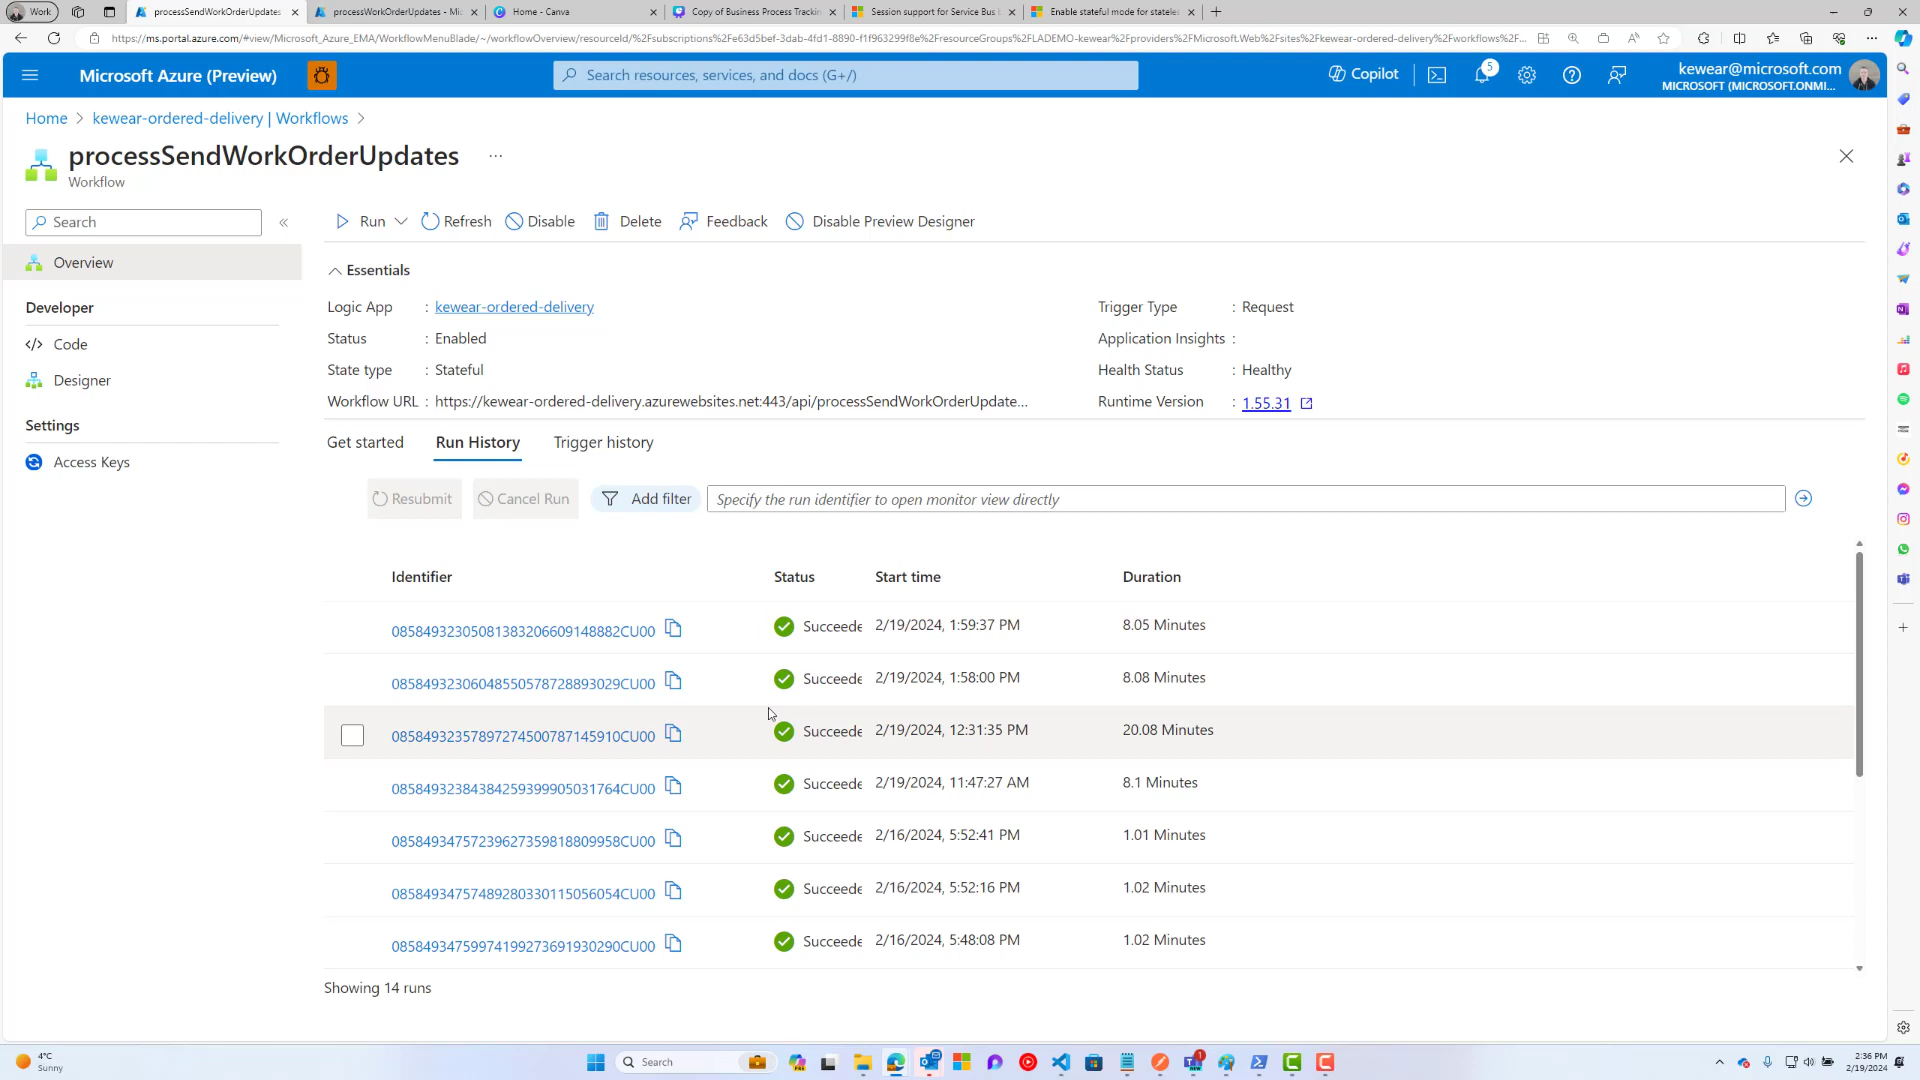 Work
processSendWorkOrderUpdates
processWorkOrderUpdates - Mic
Home - Canva
Copy of Business Process Trackin
Session support for Service Bus
Enable stateful mode for stateles
https://ms.portal.azure.com/#view/Microsoft_Azure_EMA/WorkflowMenuBlade/~/workflowOverview/resourceId/%2Fsubscriptions%2Fe63d5bef-3dab-4fd1-8890-f1f963299f8e%2FresourceGroups%2FLADEMO-kewear%2Fproviders%2FMicrosoft.Web%2Fsites%2Fkewear-ordered-delivery%2Fworkflows%2F...
Microsoft Azure (Preview)
Search resources, services, and docs (G+/)
Copilot
5
kewear@microsoft.com
MICROSOFT (MICROSOFT.ONMI...
Home > kewear-ordered-delivery | Workflows >
processSendWorkOrderUpdates ...
Workflow
Search
«
Run
Refresh
Disable
Delete
Feedback
Disable Preview Designer
Overview
Developer
Code
Designer
Settings
Access Keys
Essentials
Logic App : kewear-ordered-delivery
Trigger Type : Request
Status : Enabled
Application Insights :
State type : Stateful
Health Status : Healthy
Workflow URL : https://kewear-ordered-delivery.azurewebsites.net:443/api/processSendWorkOrderUpdate...
Runtime Version : 1.55.31
Get started
Run History
Trigger history
Resubmit
Cancel Run
Add filter
Specify the run identifier to open monitor view directly
Identifier Status Start time Duration
08584932305081383206609148882CU00 Succeede 2/19/2024, 1:59:37 PM 8.05 Minutes
08584932306048550578728893029CU00 Succeede 2/19/2024, 1:58:00 PM 8.08 Minutes
08584932357897274500787145910CU00 Succeede 2/19/2024, 12:31:35 PM 20.08 Minutes
08584932384384259399905031764CU00 Succeede 2/19/2024, 11:47:27 AM 8.1 Minutes
08584934757239627359818809958CU00 Succeede 2/16/2024, 5:52:41 PM 1.01 Minutes
08584934757489280330115056054CU00 Succeede 2/16/2024, 5:52:16 PM 1.02 Minutes
08584934759974199273691930290CU00 Succeede 2/16/2024, 5:48:08 PM 1.02 Minutes
Showing 14 runs
4°C
Sunny
Search
1
2:36 PM
2/19/2024